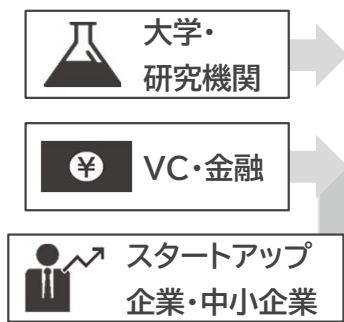 大学・
研究機関
¥
VC・金融
スタートアップ
企業・中小企業